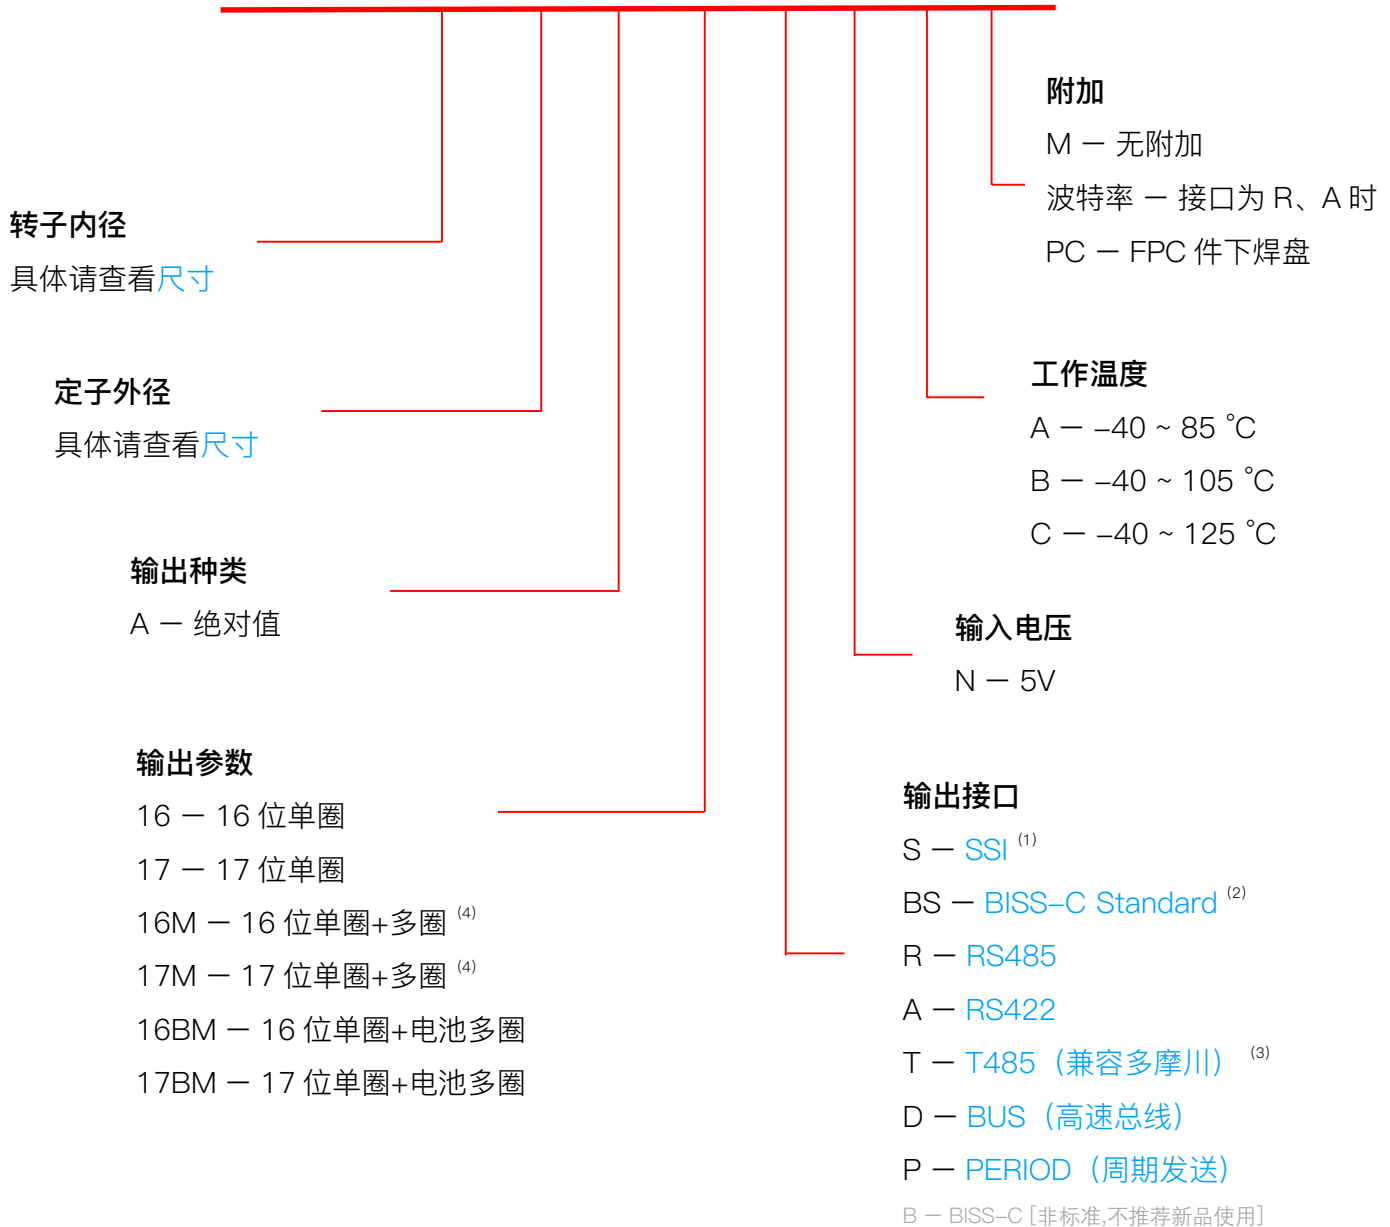 转子内径
具体请查看尺寸
定子外径
具体请查看尺寸
输出种类
A — 绝对值
输出参数
16 — 16 位单圈
17 — 17 位单圈
16M — 16 位单圈+多圈 (4)
17M — 17 位单圈+多圈 (4)
16BM — 16 位单圈+电池多圈
17BM — 17 位单圈+电池多圈
附加
M — 无附加
波特率 — 接口为 R、A 时
PC — FPC 件下焊盘
工作温度
A — -40 ~ 85 ℃
B — -40 ~ 105 ℃
C — -40 ~ 125 ℃
输入电压
N — 5V
输出接口
S — SSI (1)
BS — BISS-C Standard (2)
R — RS485
A — RS422
T — T485（兼容多摩川） (3)
D — BUS（高速总线）
P — PERIOD（周期发送）
B — BISS-C [非标准,不推荐新品使用]